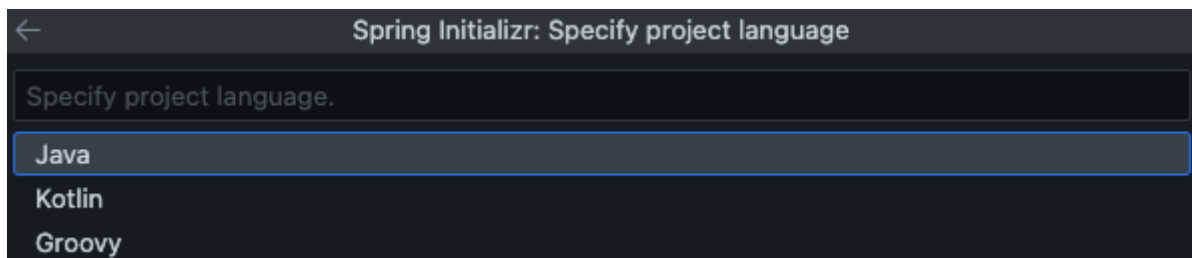 Spring Initializr: Specify project language
Specify project language.
Java
Kotlin
Groovy